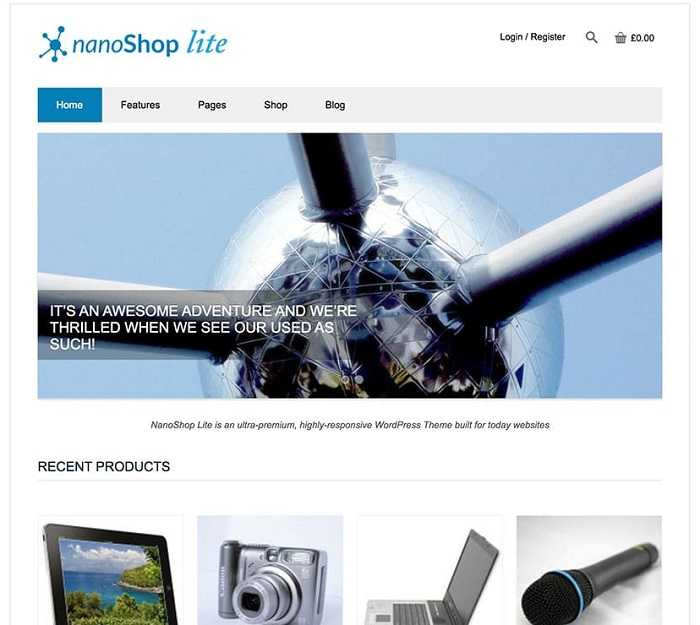 nanoShop lite
Login / Register
£0.00
Home Features Pages Shop Blog
IT'S AN AWESOME ADVENTURE AND WE'RE
THRILLED WHEN WE SEE OUR USED AS
SUCH!
NanoShop Lite is an ultra-premium, highly-responsive WordPress Theme built for today websites
RECENT PRODUCTS
Canon